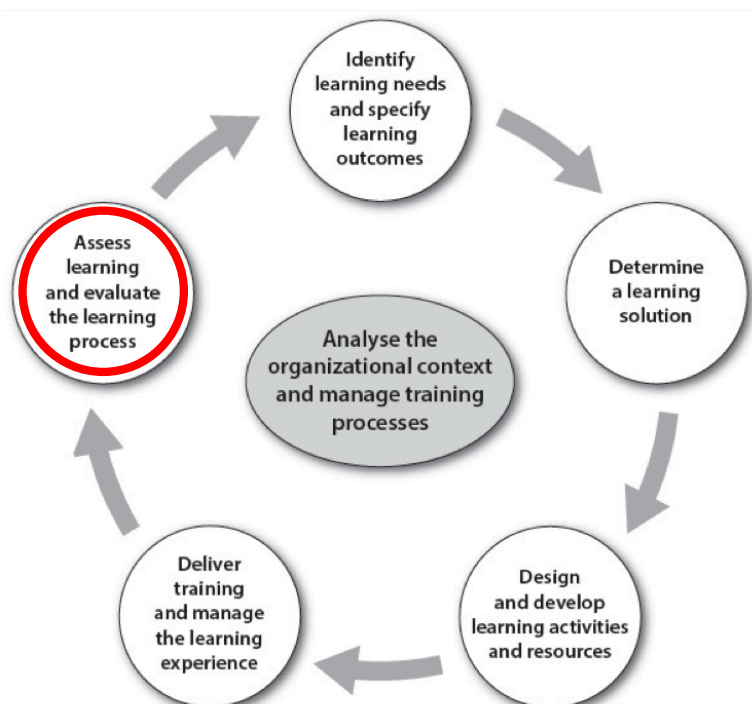 Identify
learning needs
and specify
learning
outcomes
Determine
a learning
solution
Design
and develop
learning activities
and resources
Deliver
training
and manage
the learning
experience
Assess
learning
and evaluate
the learning
process
Analyse the
organizational context
and manage training
processes